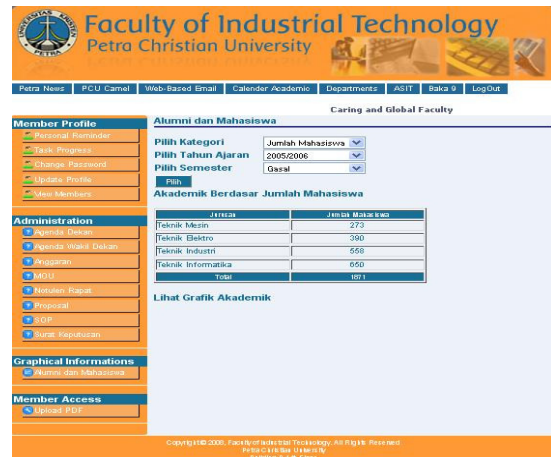 Faculty of Industrial Technology
Petra Christian University
Petra News PCU Camel Web-Based Email Calender Academic Departments ASIT Baka 9 LogOut
Caring and Global Faculty
Member Profile
Personal Reminder
Task Progress
Change Password
Update Profile
View Members
Administration
Agenda Dekan
Agenda Wakil Dekan
Anggaran
MOU
Notulen Rapat
Proposal
SOP
Surat Keputusan
Graphical Informations
Alumni dan Mahasiswa
Member Access
Upload PDF
Alumni dan Mahasiswa
Pilih Kategori Jumlah Mahasiswa
Pilih Tahun Ajaran 2005/2006
Pilih Semester Gasal
Pilih
Akademik Berdasar Jumlah Mahasiswa
Jurusan Jumlah Mahasiswa
Teknik Mesin 273
Teknik Elektro 390
Teknik Industri 558
Teknik Informatika 650
Total 1871
Lihat Grafik Akademik
Copyright© 2006, Faculty of Industrial Technology. All Rights Reserved.
Petra Christian University